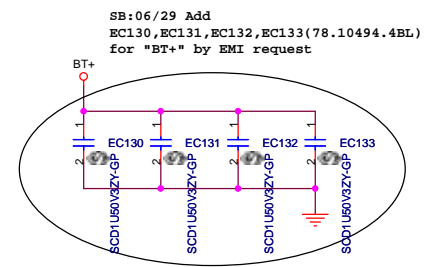 SB:06/29 Add
EC130,EC131,EC132,EC133(78.10494.4BL)
for "BT+" by EMI request
BT+
1 1 1 1
EC130 EC131 EC132 EC133
2 2 2 2
SCD1U50V3ZY-GP
SCD1U50V3ZY-GP
SCD1U50V3ZY-GP
SCD1U50V3ZY-GP